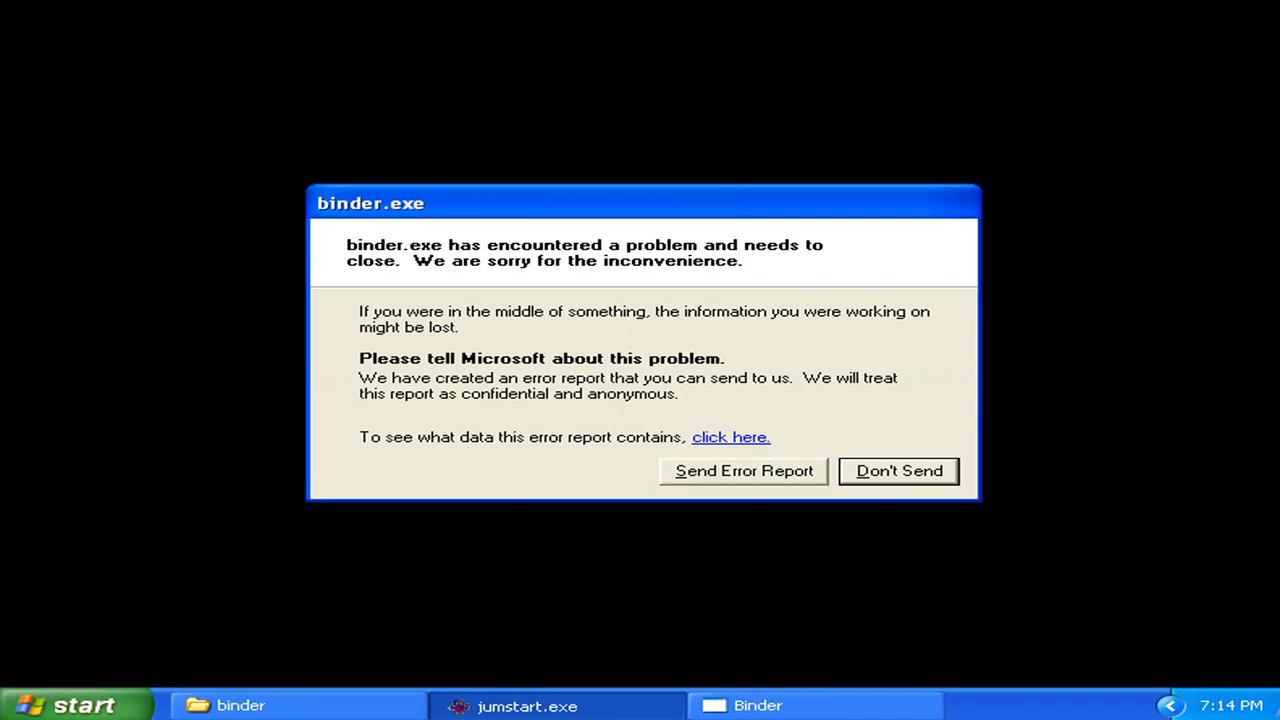 binder.exe
binder.exe has encountered a problem and needs to
close.  We are sorry for the inconvenience.
If you were in the middle of something, the information you were working on
might be lost.
Please tell Microsoft about this problem.
We have created an error report that you can send to us.  We will treat
this report as confidential and anonymous.
To see what data this error report contains, click here.
Send Error Report
Don't Send
start
binder
jumstart.exe
Binder
7:14 PM